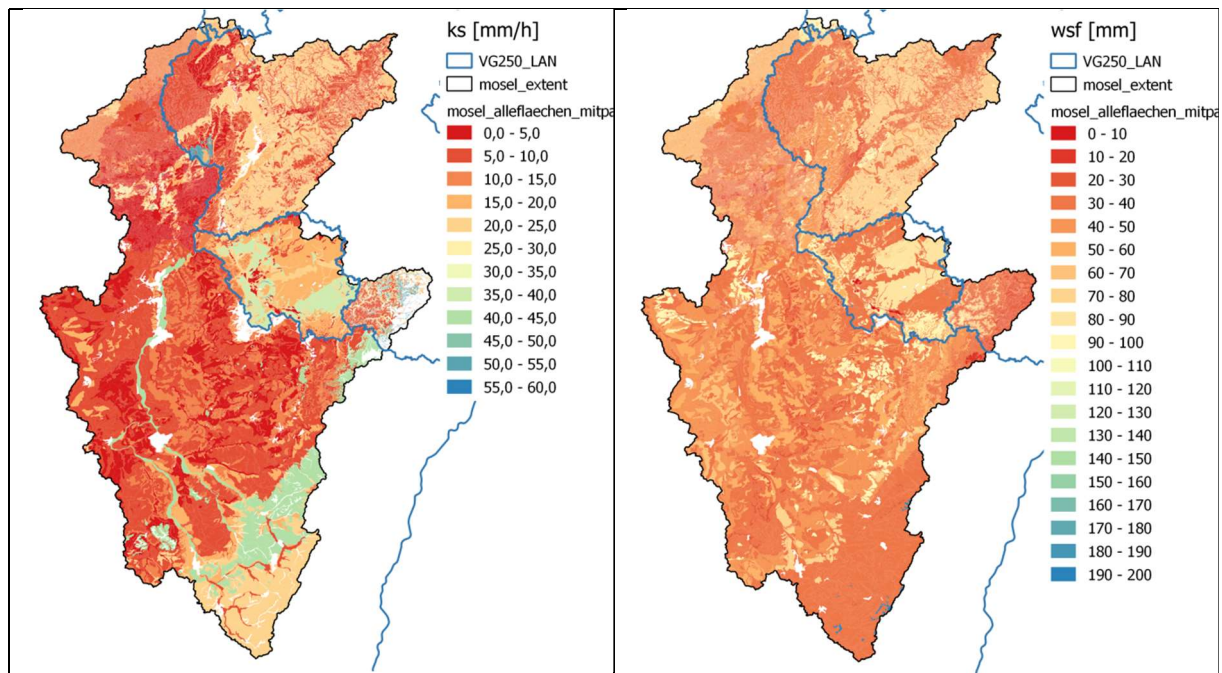 ks [mm/h]
VG250_LAN
mosel_extent
mosel_alleflaechen_mitpa
0,0 - 5,0
5,0 - 10,0
10,0 - 15,0
15,0 - 20,0
20,0 - 25,0
25,0 - 30,0
30,0 - 35,0
35,0 - 40,0
40,0 - 45,0
45,0 - 50,0
50,0 - 55,0
55,0 - 60,0
wsf [mm]
VG250_LAN
mosel_extent
mosel_alleflaechen_mitpa
0 - 10
10 - 20
20 - 30
30 - 40
40 - 50
50 - 60
60 - 70
70 - 80
80 - 90
90 - 100
100 - 110
110 - 120
120 - 130
130 - 140
140 - 150
150 - 160
160 - 170
170 - 180
180 - 190
190 - 200